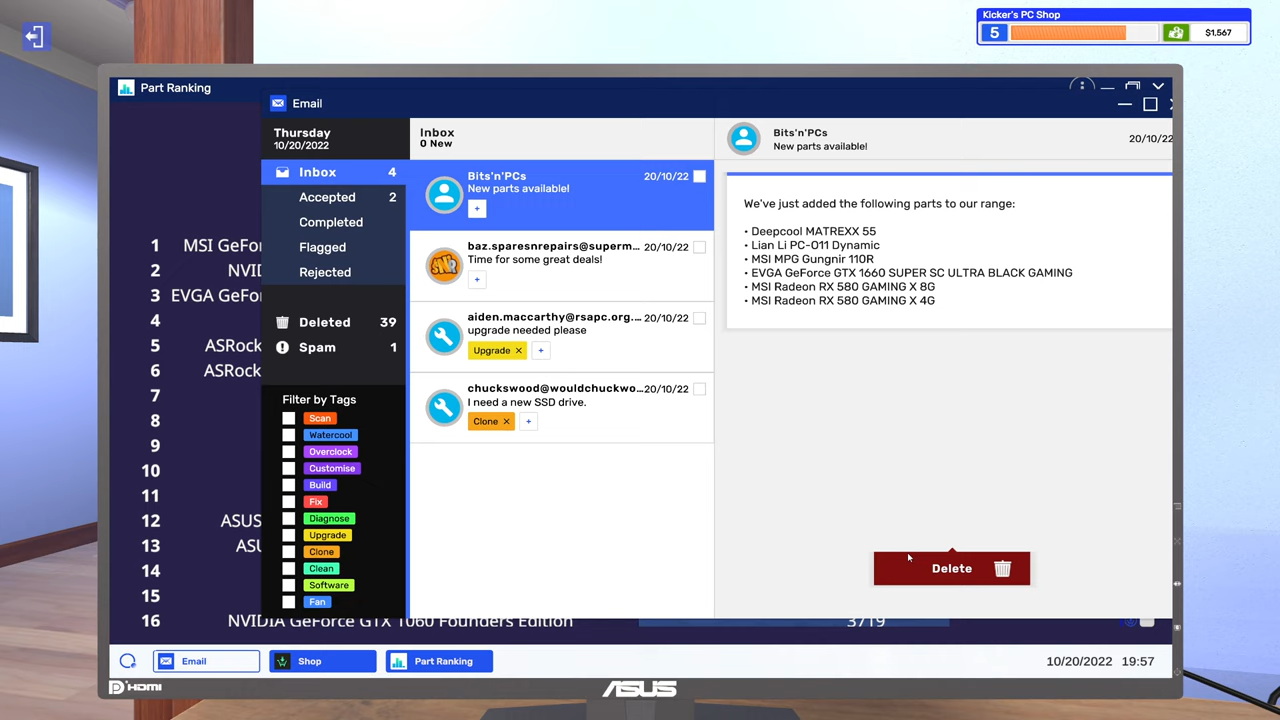 Kicker's PC Shop
5
$1,567
Part Ranking
Email
Thursday
10/20/2022
Inbox 4
Accepted 2
Completed
Flagged
Rejected
Deleted 39
Spam 1
Filter by Tags
Scan
Watercool
Overclock
Customise
Build
Fix
Diagnose
Upgrade
Clone
Clean
Software
Fan
Inbox
0 New
Bits'n'PCs 20/10/22
New parts available!
+
baz.sparesnrepairs@superm... 20/10/22
Time for some great deals!
+
aiden.maccarthy@rsapc.org.... 20/10/22
upgrade needed please
Upgrade × +
chuckswood@wouldchuckwo... 20/10/22
I need a new SSD drive.
Clone × +
Bits'n'PCs
New parts available!
20/10/22
We've just added the following parts to our range:
• Deepcool MATREXX 55
• Lian Li PC-O11 Dynamic
• MSI MPG Gungnir 110R
• EVGA GeForce GTX 1660 SUPER SC ULTRA BLACK GAMING
• MSI Radeon RX 580 GAMING X 8G
• MSI Radeon RX 580 GAMING X 4G
Delete
1 MSI GeFor
2 NVI
3 EVGA GeFo
4
5 ASRock
6 ASRock
7
8
9
10
11
12 ASUS
13 ASU
14
15
16 NVIDIA GeForce GTX 1060 Founders Edition 3719
Email
Shop
Part Ranking
10/20/2022 19:57
HDMI
ASUS